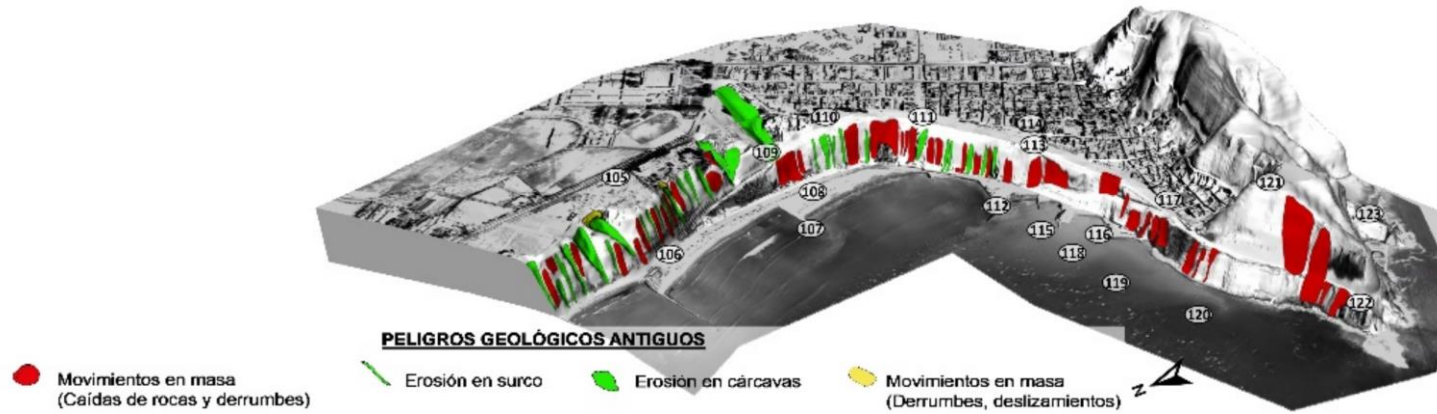 110
111
114
109
113
105
121
108
117
123
112
107
115
116
106
118
119
122
120
PELIGROS GEOLÓGICOS ANTIGUOS
Movimientos en masa
(Caídas de rocas y derrumbes)
Erosión en surco
Erosión en cárcavas
Movimientos en masa
(Derrumbes, deslizamientos)
N